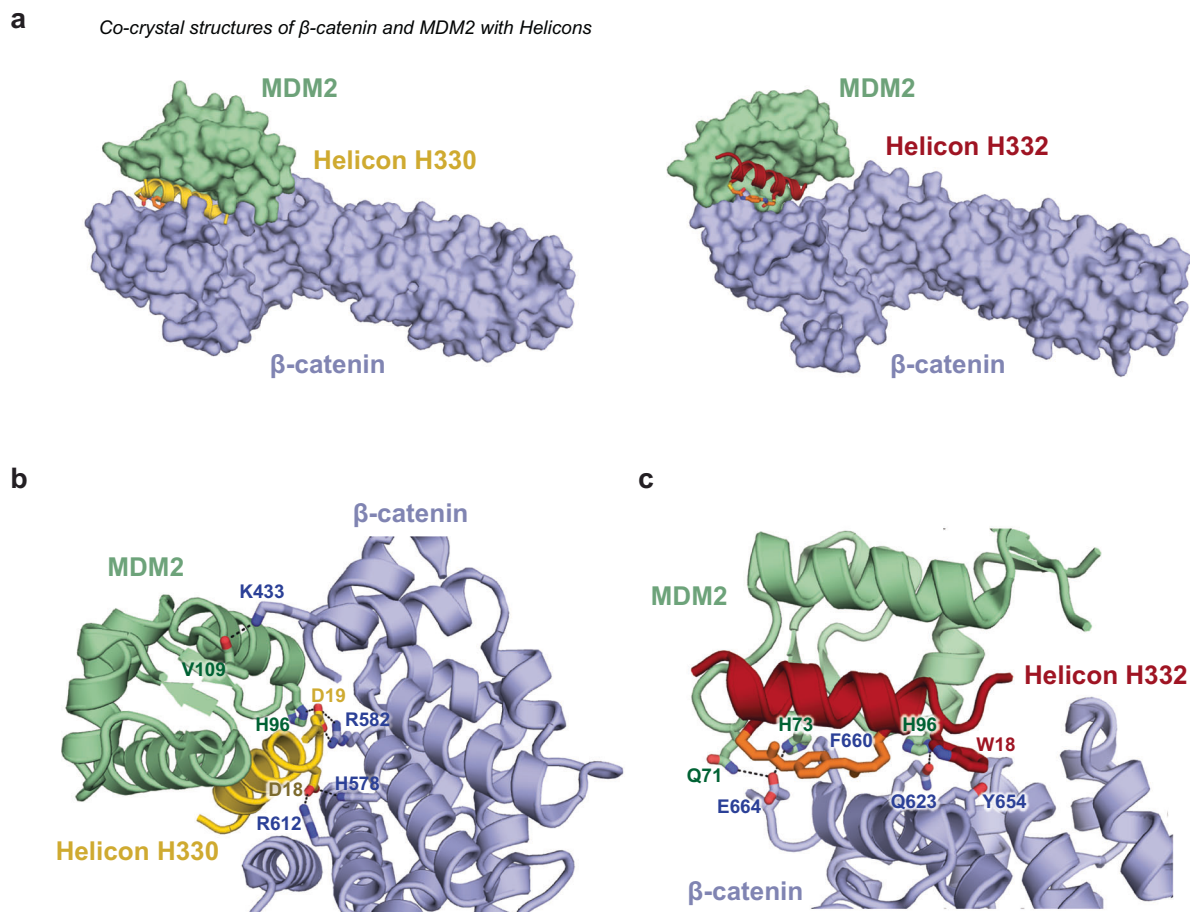 a
Co-crystal structures of β-catenin and MDM2 with Helicons
MDM2
Helicon H330
β-catenin
MDM2
Helicon H332
β-catenin
b
β-catenin
MDM2
K433
V109
D19
H96
R582
D18
H578
R612
Helicon H330
c
MDM2
Helicon H332
H73
H96
F660
W18
Q71
E664
Q623
Y654
β-catenin